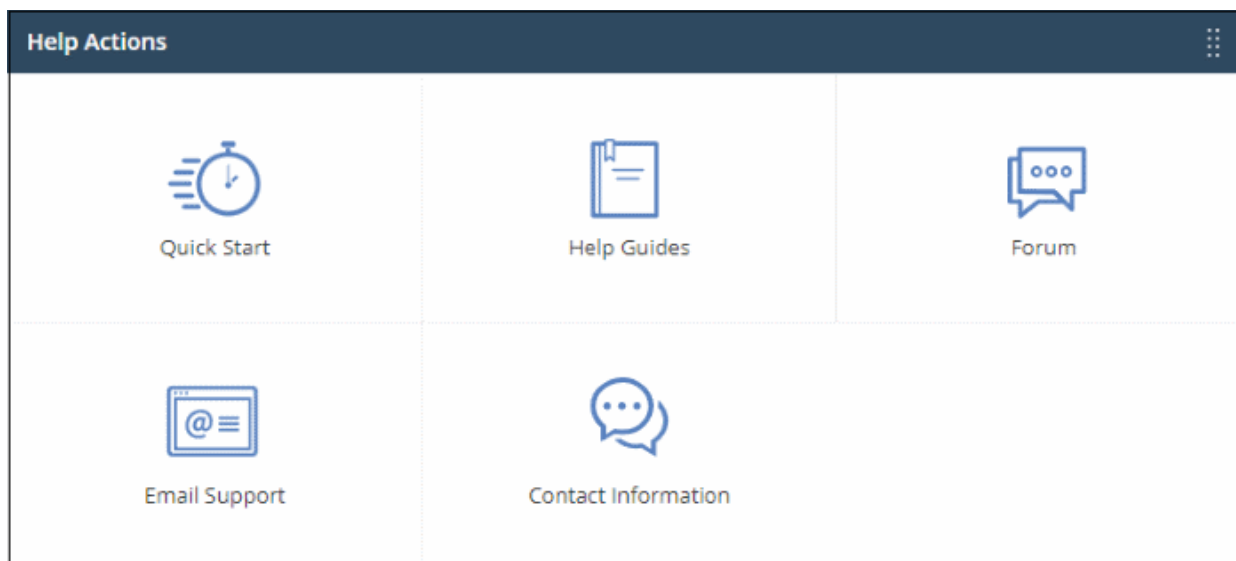 Help Actions
Quick Start
Help Guides
Forum
@
Email Support
Contact Information